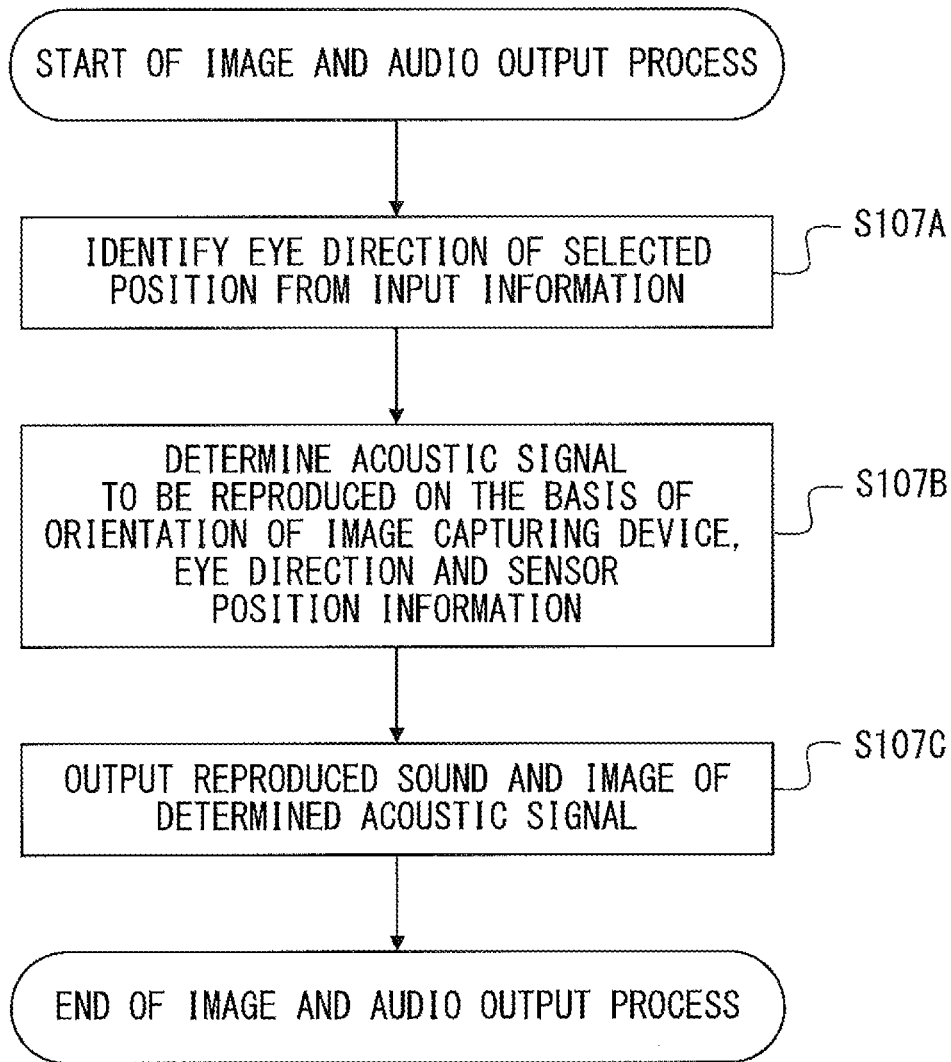 START OF IMAGE AND AUDIO OUTPUT PROCESS
S107A
IDENTIFY EYE DIRECTION OF SELECTED
POSITION FROM INPUT INFORMATION
DETERMINE ACOUSTIC SIGNAL
TO BE REPRODUCED ON THE BASIS OF
ORIENTATION OF IMAGE CAPTURING DEVICE,
EYE DIRECTION AND SENSOR
POSITION INFORMATION
S107B
S107C
OUTPUT REPRODUCED SOUND AND IMAGE OF
DETERMINED ACOUSTIC SIGNAL
END OF IMAGE AND AUDIO OUTPUT PROCESS